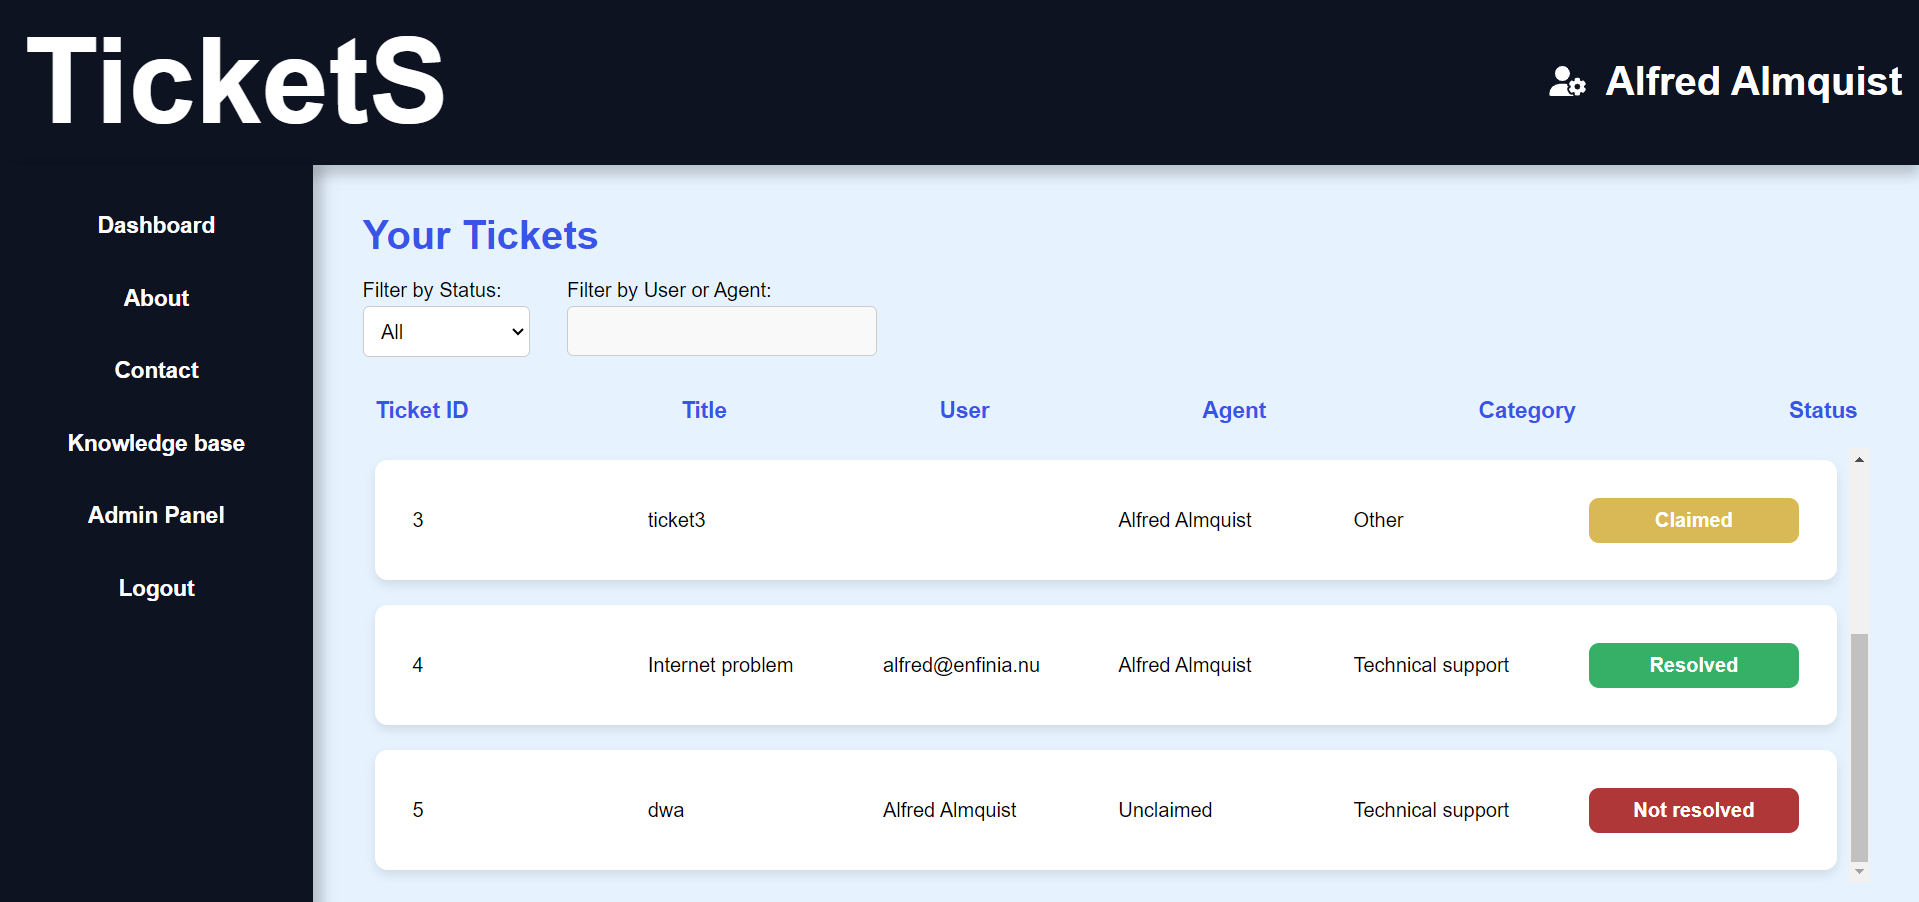 TicketS
Alfred Almquist
Dashboard
About
Contact
Knowledge base
Admin Panel
Logout
Your Tickets
Filter by Status: Filter by User or Agent:
All
Ticket ID Title User Agent Category Status
3 ticket3 Alfred Almquist Other Claimed
4 Internet problem alfred@enfinia.nu Alfred Almquist Technical support Resolved
5 dwa Alfred Almquist Unclaimed Technical support Not resolved